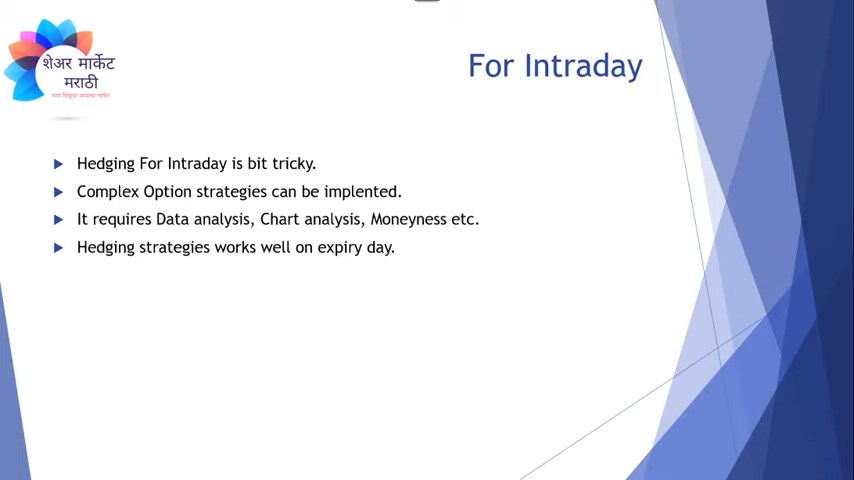 शेअर मार्केट
मराठी
For Intraday
Hedging For Intraday is bit tricky.
Complex Option strategies can be implented.
It requires Data analysis, Chart analysis, Moneyness etc.
Hedging strategies works well on expiry day.